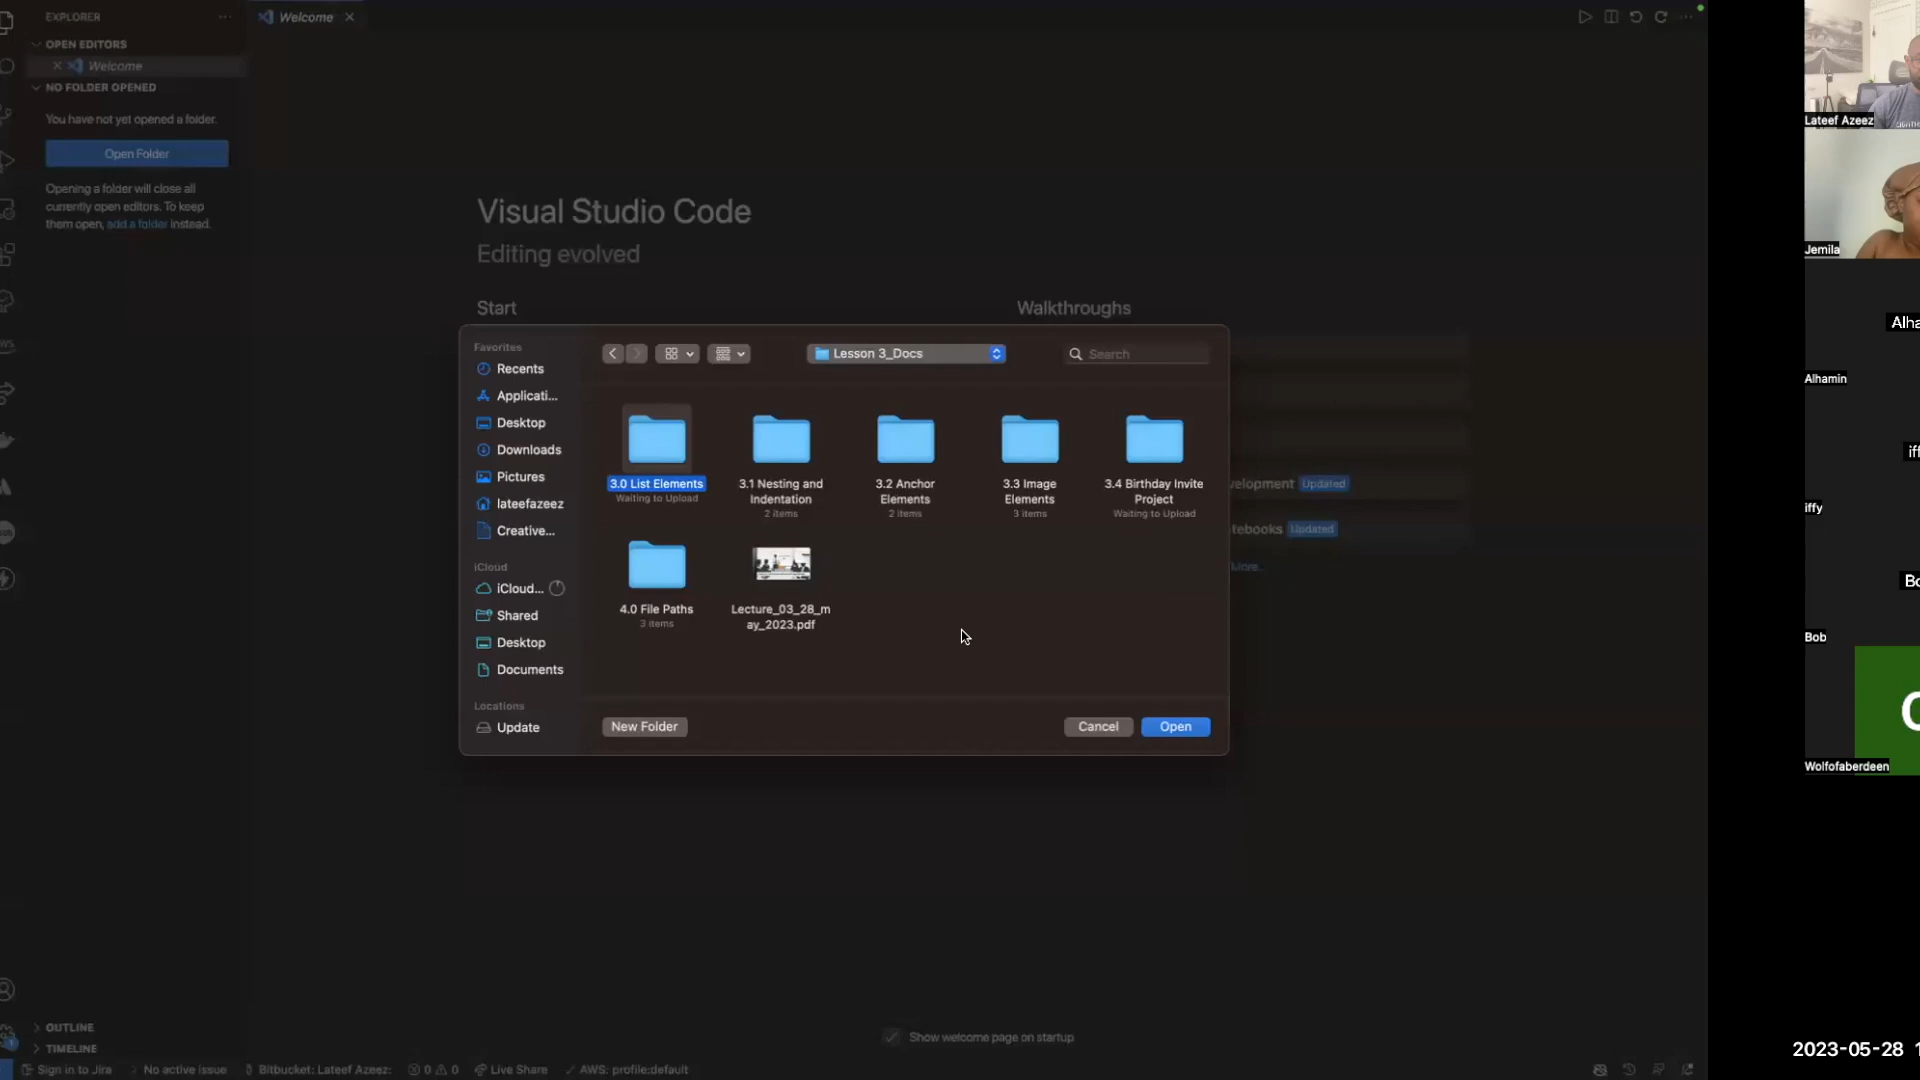 EXPLORER
Welcome
OPEN EDITORS
Welcome
NO FOLDER OPENED
You have not yet opened a folder.
Open Folder
Opening a folder will close all
currently open editors. To keep
them open, add a folder instead.
OUTLINE
TIMELINE
Visual Studio Code
Editing evolved
Start
Walkthroughs
Updated
Updated
More...
Favorites
Recents
Applicati...
Desktop
Downloads
Pictures
lateefazeez
Creative...
iCloud
iCloud...
Shared
Desktop
Documents
Locations
Update
Lesson 3_Docs
Search
3.0 List Elements
Waiting to Upload
3.1 Nesting and
Indentation
2 items
3.2 Anchor
Elements
2 items
3.3 Image
Elements
3 items
3.4 Birthday Invite
Project
Waiting to Upload
4.0 File Paths
3 items
Lecture_03_28_m
ay_2023.pdf
New Folder
Cancel
Open
Show welcome page on startup
Sign in to Jira
No active issue
Bitbucket: Lateef Azeez:
0
0
Live Share
AWS: profile:default
Lateef Azeez
Jemila
Alha
Alhamin
iff
iffy
Bo
Bob
Wolfofaberdeen
2023-05-28 1